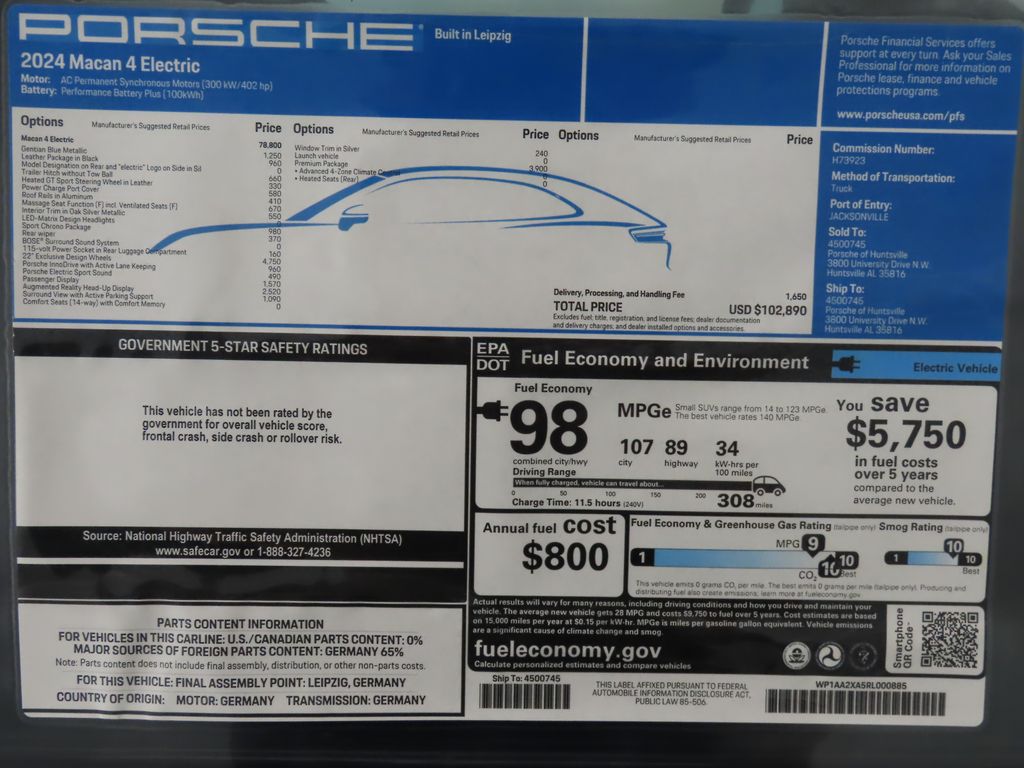 PORSCHE
Built in Leipzig
2024 Macan 4 Electric
Motor: AC Permanent Synchronous Motors (300 kW/402 hp)
Battery: Performance Battery Plus (100kWh)
Porsche Financial Services offers
support at every turn. Ask your Sales
Professional for more information on
Porsche lease, finance and vehicle
protections programs.
www.porscheusa.com/pfs
Options Manufacturer's Suggested Retail Prices Price
Macan 4 Electric 78,800
Gentian Blue Metallic
Leather Package in Black
Model Designation on Rear and "electric" Logo on Side in Sil
Trailer Hitch without Tow Ball
Heated GT Sport Steering Wheel in Leather
Power Charge Port Cover
Roof Rails in Aluminum
Massage Seat Function (F) incl. Ventilated Seats (F)
Interior Trim in Oak Silver Metallic
LED-Matrix Design Headlights
Sport Chrono Package
Rear wiper
BOSE® Surround Sound System
115-volt Power Socket in Rear Luggage Compartment
22" Exclusive Design Wheels
Porsche InnoDrive with Active Lane Keeping
Porsche Electric Sport Sound
Passenger Display
Augmented Reality Head-Up Display
Surround View with Active Parking Support
Comfort Seats (14-way) with Comfort Memory
1,250
960
0
660
330
580
410
670
550
0
980
370
0
160
4,750
960
490
1,570
2,520
1,090
0
Options Manufacturer's Suggested Retail Prices Price
Window Trim in Silver 240
Launch vehicle 0
Premium Package 3,900
• Advanced 4-Zone Climate Control 0
• Heated Seats (Rear) 0
Options Manufacturer's Suggested Retail Prices Price
Delivery, Processing, and Handling Fee 1,650
TOTAL PRICE USD $102,890
Excludes fuel; title, registration, and license fees; dealer documentation
and delivery charges; and dealer installed options and accessories.
Commission Number:
H73923
Method of Transportation:
Truck
Port of Entry:
JACKSONVILLE
Sold To:
4500745
Porsche of Huntsville
3800 University Drive N.W.
Huntsville AL 35816
Ship To:
4500745
Porsche of Huntsville
3800 University Drive N.W.
Huntsville AL 35816
GOVERNMENT 5-STAR SAFETY RATINGS
This vehicle has not been rated by the
government for overall vehicle score,
frontal crash, side crash or rollover risk.
Source: National Highway Traffic Safety Administration (NHTSA)
www.safecar.gov or 1-888-327-4236
PARTS CONTENT INFORMATION
FOR VEHICLES IN THIS CARLINE: U.S./CANADIAN PARTS CONTENT: 0%
MAJOR SOURCES OF FOREIGN PARTS CONTENT: GERMANY 65%
Note: Parts content does not include final assembly, distribution, or other non-parts costs.
FOR THIS VEHICLE: FINAL ASSEMBLY POINT: LEIPZIG, GERMANY
COUNTRY OF ORIGIN: MOTOR: GERMANY TRANSMISSION: GERMANY
EPA
DOT
Fuel Economy and Environment
Electric Vehicle
Fuel Economy
98
MPGe
Small SUVs range from 14 to 123 MPGe.
The best vehicle rates 140 MPGe.
107 89 34
combined city/hwy city highway kW-hrs per
100 miles
Driving Range
When fully charged, vehicle can travel about...
0 50 100 150 200 308 miles
Charge Time: 11.5 hours (240V)
You save
$5,750
in fuel costs
over 5 years
compared to the
average new vehicle.
Annual fuel cost
$800
Fuel Economy & Greenhouse Gas Rating (tailpipe only)
MPG 9
1 10
CO2 10 Best
Smog Rating (tailpipe only)
10
1 10
Best
This vehicle emits 0 grams CO2 per mile. The best emits 0 grams per mile (tailpipe only). Producing and
distributing fuel also create emissions; learn more at fueleconomy.gov
Actual results will vary for many reasons, including driving conditions and how you drive and maintain your
vehicle. The average new vehicle gets 28 MPG and costs $9,750 to fuel over 5 years. Cost estimates are based
on 15,000 miles per year at $0.15 per kW-hr. MPGe is miles per gasoline gallon equivalent. Vehicle emissions
are a significant cause of climate change and smog.
fueleconomy.gov
Calculate personalized estimates and compare vehicles
Smartphone
QR Code
Ship To: 4500745
THIS LABEL AFFIXED PURSUANT TO FEDERAL
AUTOMOBILE INFORMATION DISCLOSURE ACT,
PUBLIC LAW 85-506.
WP1AA2XA5RL000885